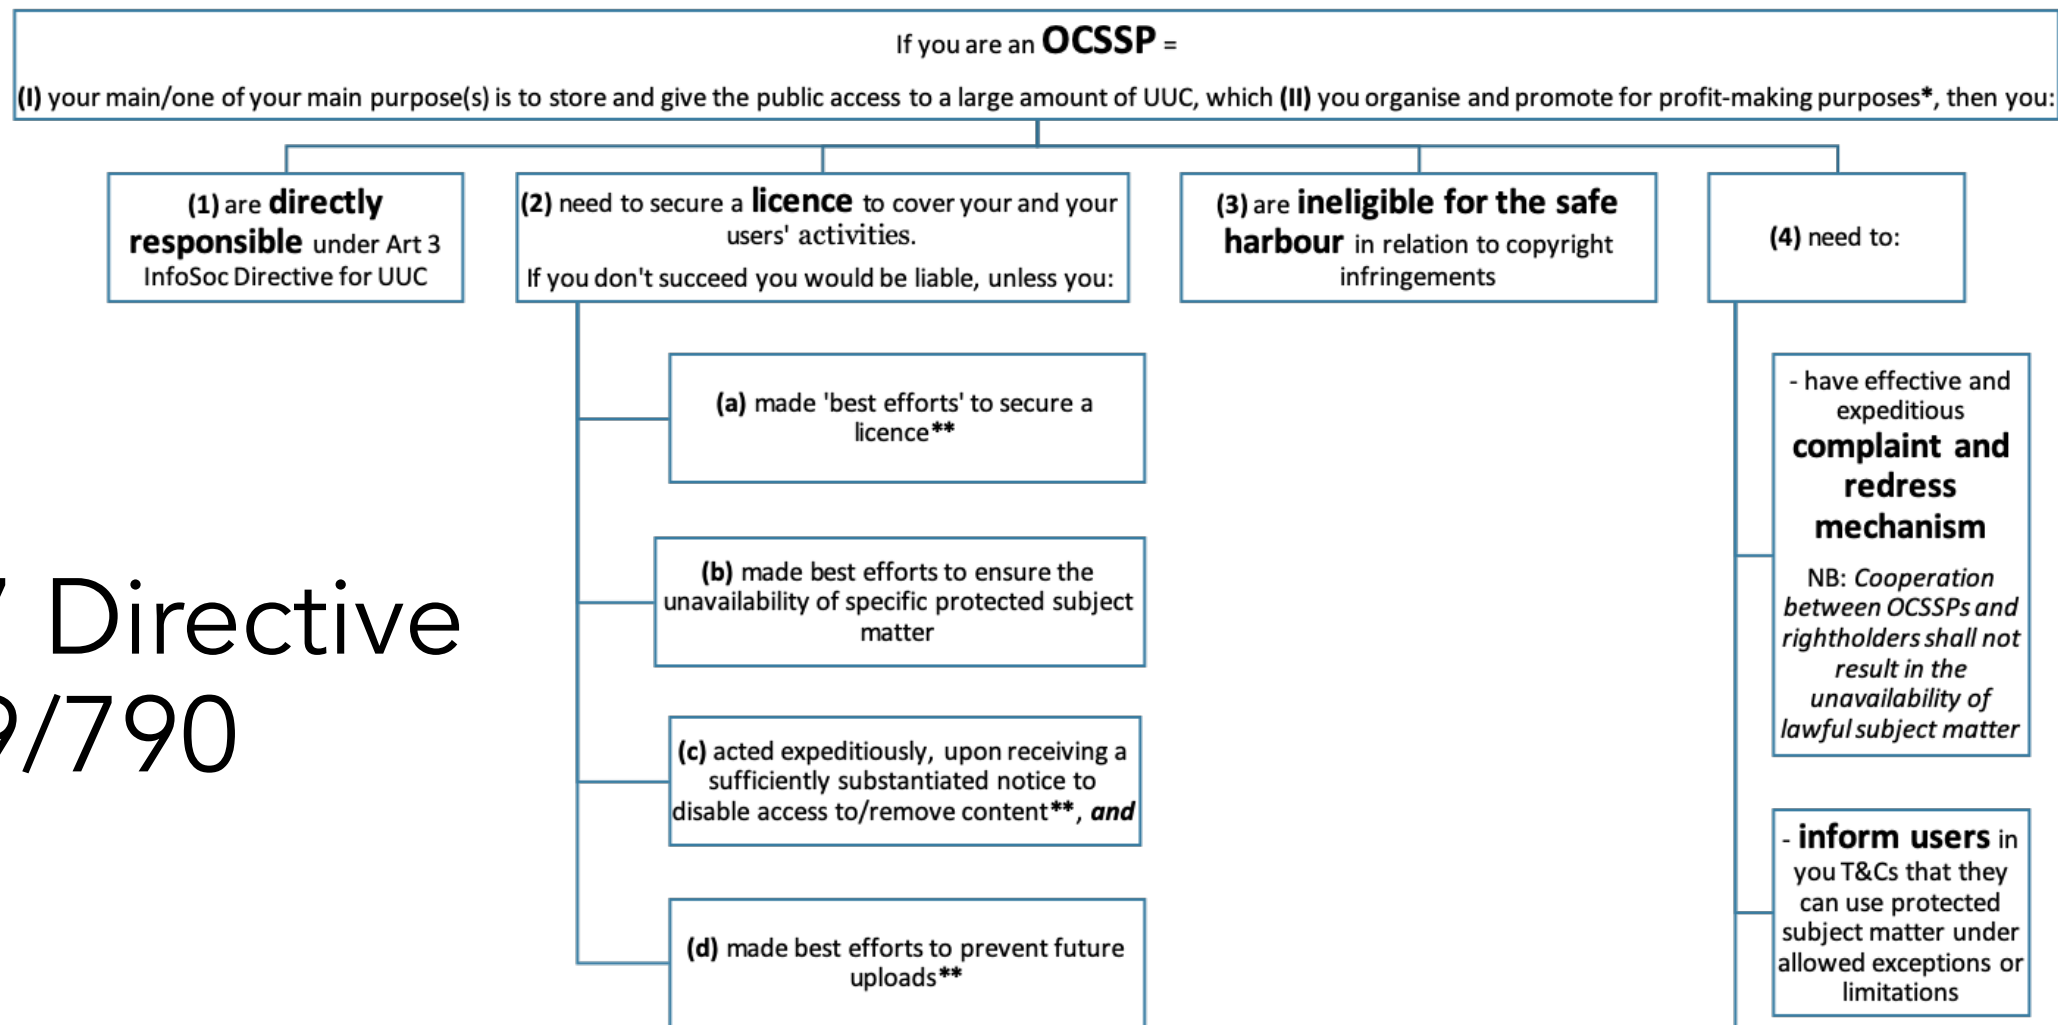 If you are an OCSSP =
(I) your main/one of your main purpose(s) is to store and give the public access to a large amount of UUC, which (II) you organise and promote for profit-making purposes*, then you:
(1) are directly
responsible under Art 3
InfoSoc Directive for UUC
(2) need to secure a licence to cover your and your
users' activities.
If you don't succeed you would be liable, unless you:
(3) are ineligible for the safe
harbour in relation to copyright
infringements
(4) need to:
(a) made 'best efforts' to secure a
licence**
(b) made best efforts to ensure the
unavailability of specific protected subject
matter
(c) acted expeditiously, upon receiving a
sufficiently substantiated notice to
disable access to/remove content**, and
(d) made best efforts to prevent future
uploads**
- have effective and
expeditious
complaint and
redress
mechanism
NB: Cooperation
between OCSSPs and
rightholders shall not
result in the
unavailability of
lawful subject matter
- inform users in
you T&Cs that they
can use protected
subject matter under
allowed exceptions or
limitations
Directive
9/790